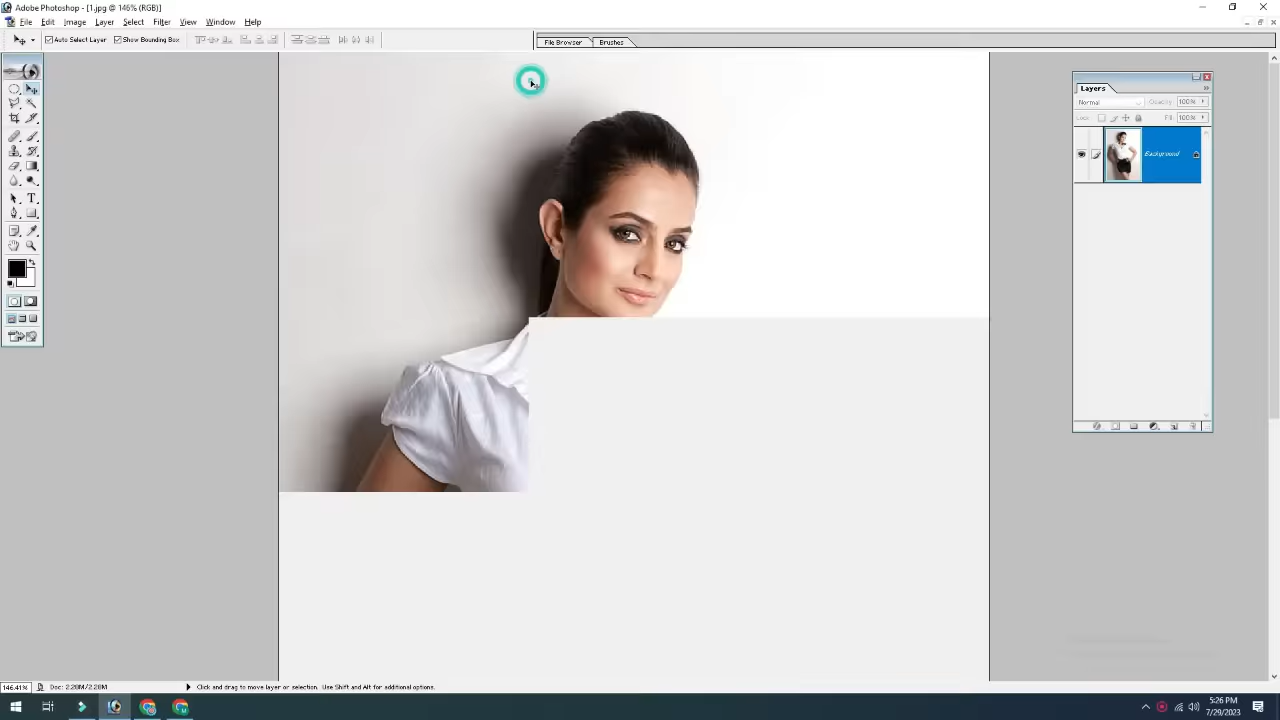 Adobe Photoshop - [1.jpg @ 146% (RGB)]
File Edit Image Layer Select Filter View Window Help
Auto Select Layer Show Bounding Box
File Browser Brushes
Layers
Normal Opacity: 100%
Lock: Fill: 100%
Background
T
146.41% Doc: 2.28M/2.28M Click and drag to move layer or selection. Use Shift and Alt for additional options.
5:26 PM
7/29/2023